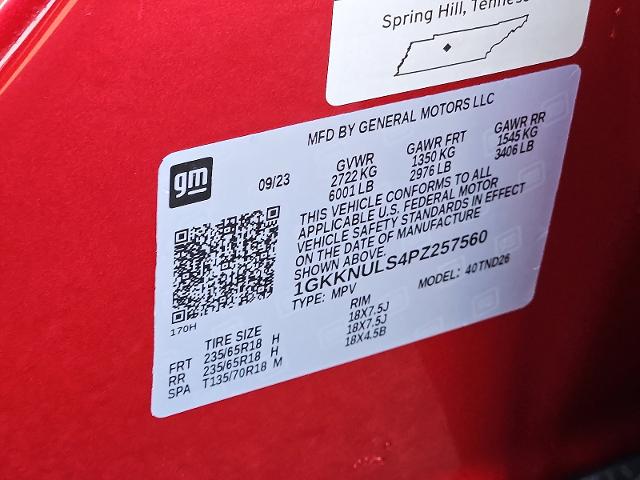 Spring Hill, Tenness
MFD BY GENERAL MOTORS LLC
gm
09/23
GVWR
2722 KG
6001 LB
GAWR FRT
1350 KG
2976 LB
GAWR RR
1545 KG
3406 LB
THIS VEHICLE CONFORMS TO ALL
APPLICABLE U.S. FEDERAL MOTOR
VEHICLE SAFETY STANDARDS IN EFFECT
ON THE DATE OF MANUFACTURE
SHOWN ABOVE.
1GKKNULS4PZ257560
TYPE: MPV
MODEL: 40TND26
170H
TIRE SIZE
RIM
FRT 235/65R18 H 18X7.5J
RR 235/65R18 H 18X7.5J
SPA T135/70R18 M 18X4.5B